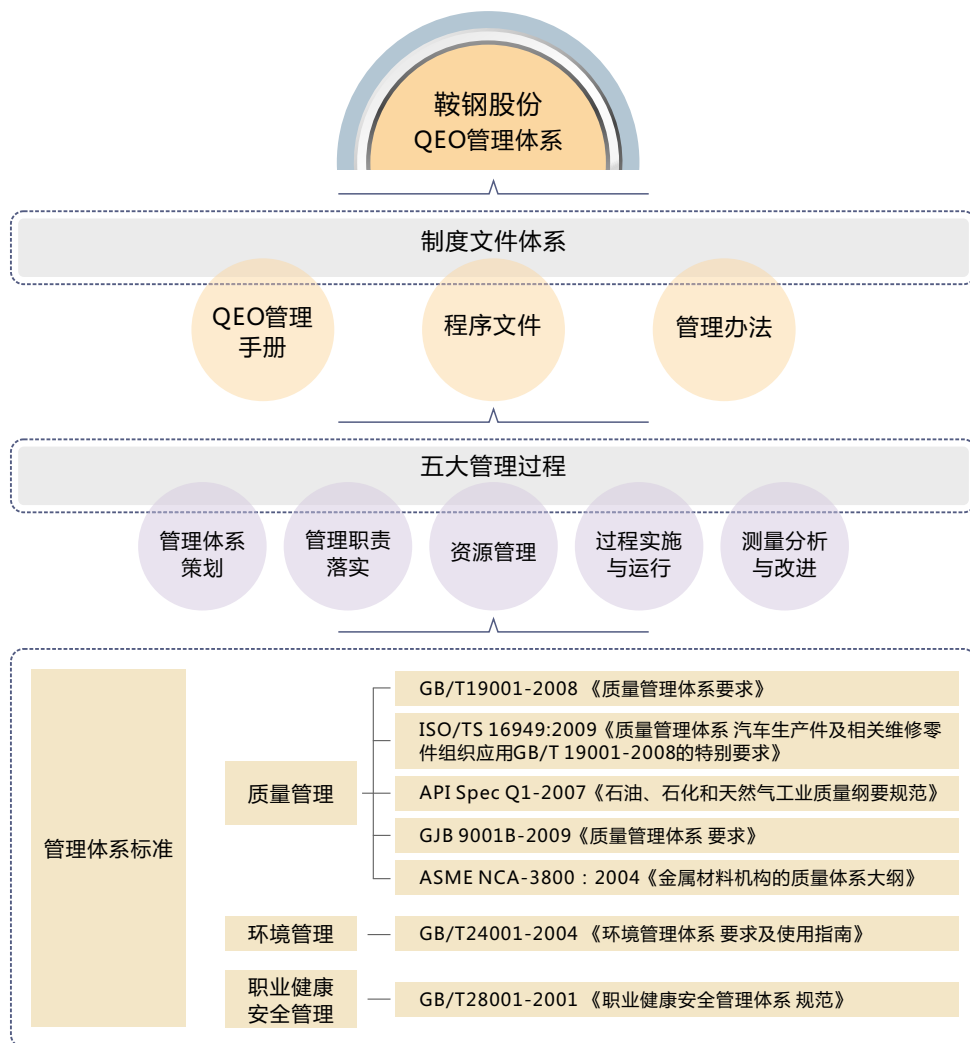 鞍钢股份
QEO管理体系
制度文件体系
QEO管理
手册
程序文件
管理办法
五大管理过程
管理体系
策划
管理职责
落实
资源管理
过程实施
与运行
测量分析
与改进
管理体系标准
质量管理
GB/T19001-2008 《质量管理体系要求》
ISO/TS 16949:2009《质量管理体系 汽车生产件及相关维修零
件组织应用GB/T 19001-2008的特别要求》
API Spec Q1-2007《石油、石化和天然气工业质量纲要规范》
GJB 9001B-2009《质量管理体系 要求》
ASME NCA-3800：2004《金属材料机构的质量体系大纲》
环境管理
GB/T24001-2004 《环境管理体系 要求及使用指南》
职业健康
安全管理
GB/T28001-2001 《职业健康安全管理体系 规范》